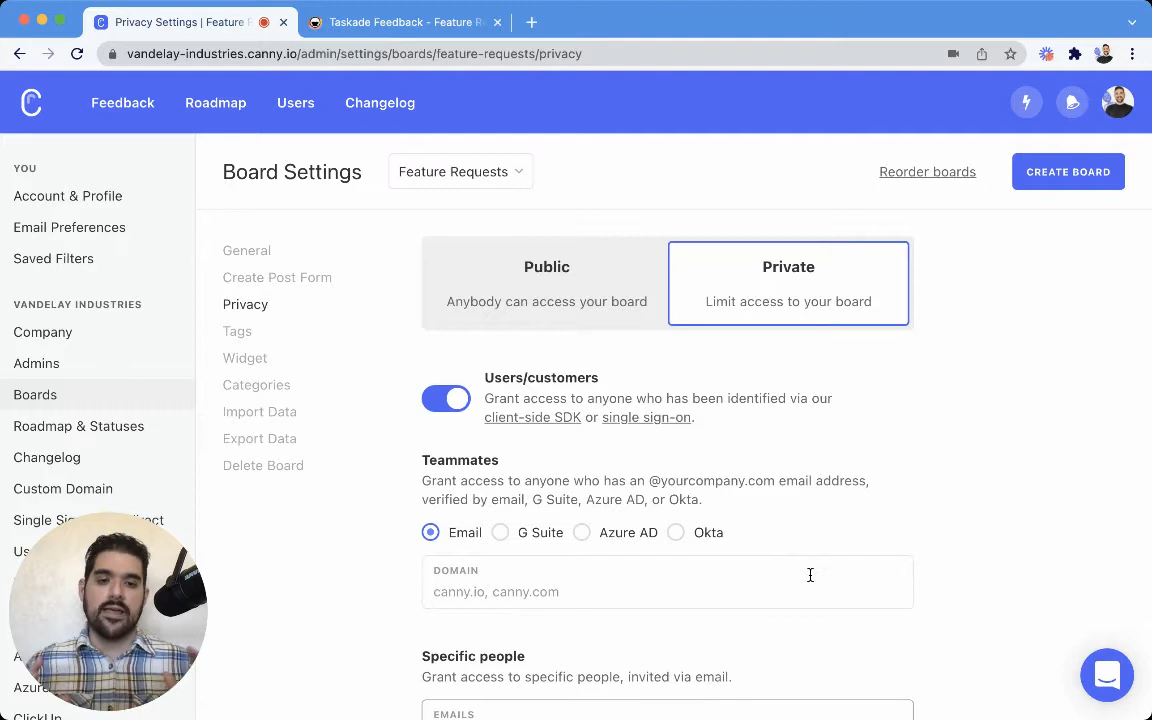 Privacy Settings | Feature R
Taskade Feedback - Feature Re
vandelay-industries.canny.io/admin/settings/boards/feature-requests/privacy
Feedback
Roadmap
Users
Changelog
YOU
Account & Profile
Email Preferences
Saved Filters
VANDELAY INDUSTRIES
Company
Admins
Boards
Roadmap & Statuses
Changelog
Custom Domain
Board Settings
Feature Requests
Reorder boards
CREATE BOARD
General
Create Post Form
Privacy
Tags
Widget
Categories
Import Data
Export Data
Delete Board
Public
Anybody can access your board
Private
Limit access to your board
Users/customers
Grant access to anyone who has been identified via our
client-side SDK or single sign-on.
Teammates
Grant access to anyone who has an @yourcompany.com email address,
verified by email, G Suite, Azure AD, or Okta.
Email
G Suite
Azure AD
Okta
DOMAIN
canny.io, canny.com
Specific people
Grant access to specific people, invited via email.
EMAILS
ClickUp